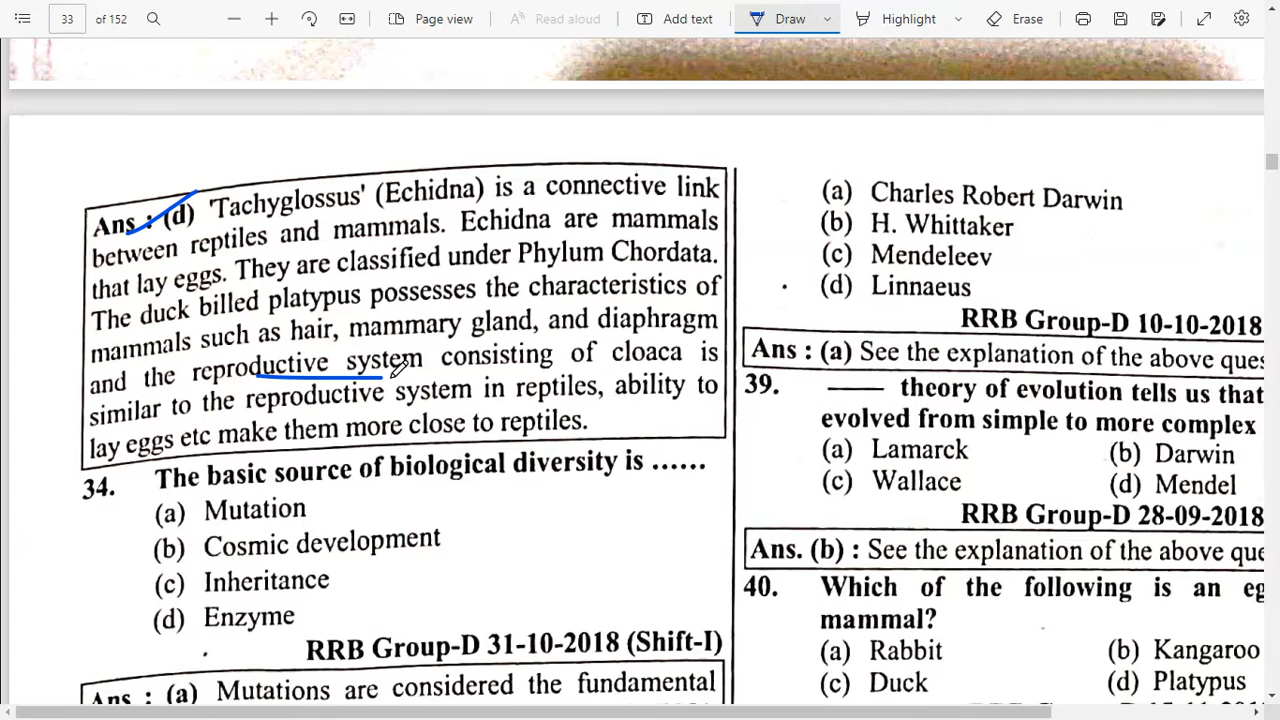 33 of 152
Page view
Read aloud
Add text
Draw
Highlight
Erase
Ans : (d) 'Tachyglossus' (Echidna) is a connective link
between reptiles and mammals. Echidna are mammals
that lay eggs. They are classified under Phylum Chordata.
The duck billed platypus possesses the characteristics of
mammals such as hair, mammary gland, and diaphragm
and the reproductive system consisting of cloaca is
similar to the reproductive system in reptiles, ability to
lay eggs etc make them more close to reptiles.
34. The basic source of biological diversity is ......
(a) Mutation
(b) Cosmic development
(c) Inheritance
(d) Enzyme
RRB Group-D 31-10-2018 (Shift-I)
Ans : (a) Mutations are considered the fundamental
(a) Charles Robert Darwin
(b) H. Whittaker
(c) Mendeleev
(d) Linnaeus
RRB Group-D 10-10-2018
Ans : (a) See the explanation of the above ques
39. —— theory of evolution tells us that
evolved from simple to more complex
(a) Lamarck (b) Darwin
(c) Wallace (d) Mendel
RRB Group-D 28-09-2018
Ans. (b) : See the explanation of the above que
40. Which of the following is an eg
mammal?
(a) Rabbit (b) Kangaroo
(c) Duck (d) Platypus